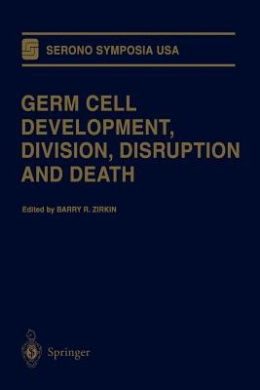 SERONO SYMPOSIA USA
GERM CELL
DEVELOPMENT,
DIVISION, DISRUPTION
AND DEATH
Edited by BARRY R. ZIRKIN
Springer